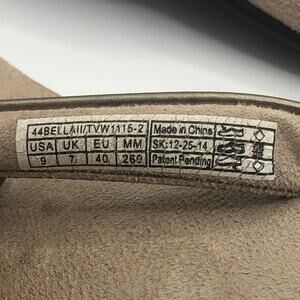 44BELLAII/TVW1115-2
USA UK EU MM
9 7 40 260
Made in China
SK:12-25-14
Patent Pending